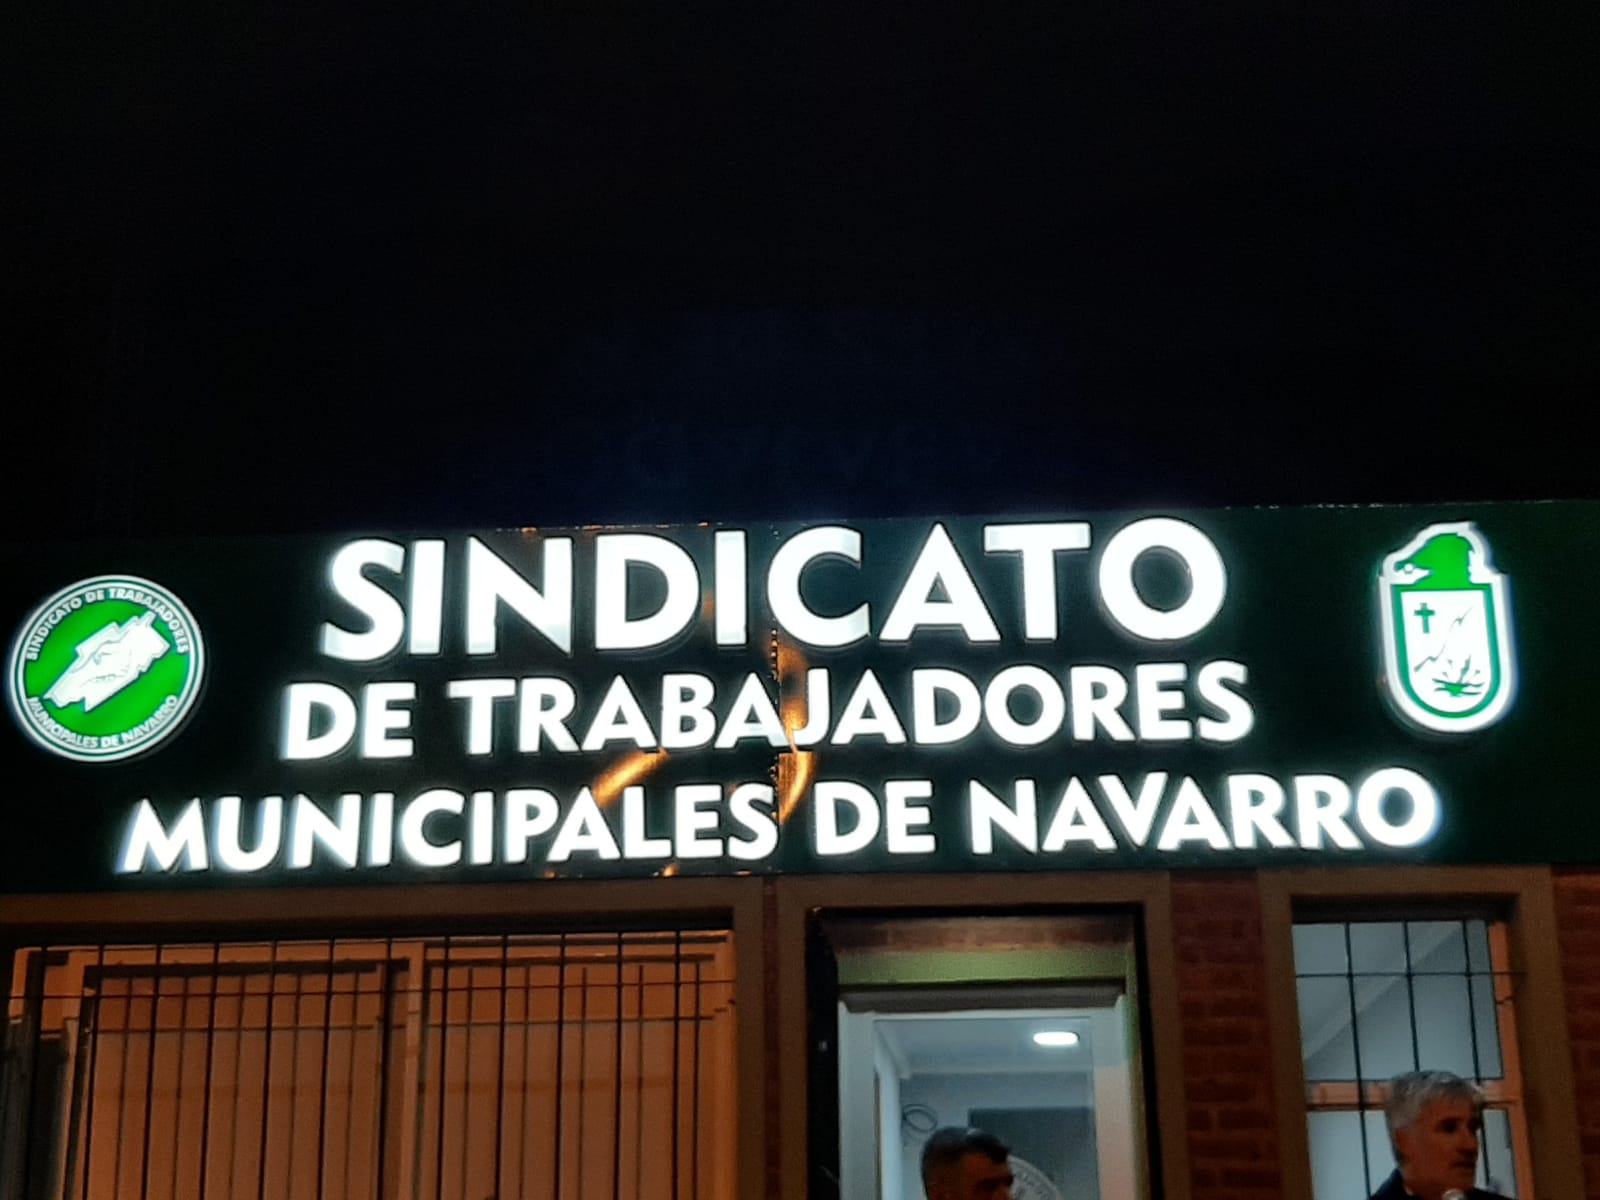 SINDICATO
DE TRABAJADORES
MUNICIPALES DE NAVARRO
SINDICATO DE TRABAJADORES
MUNICIPALES DE NAVARRO